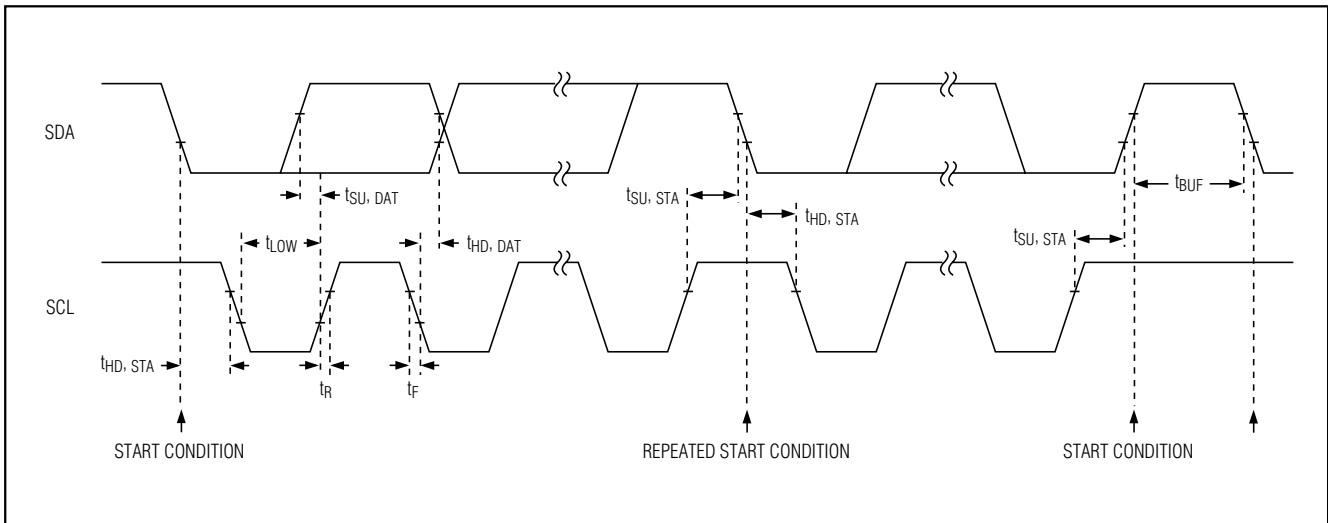 SDA
tSU, DAT
tSU, STA
tBUF
tHD, STA
tLOW
tHD, DAT
tSU, STA
SCL
tHD, STA
tR
tF
START CONDITION
REPEATED START CONDITION
START CONDITION